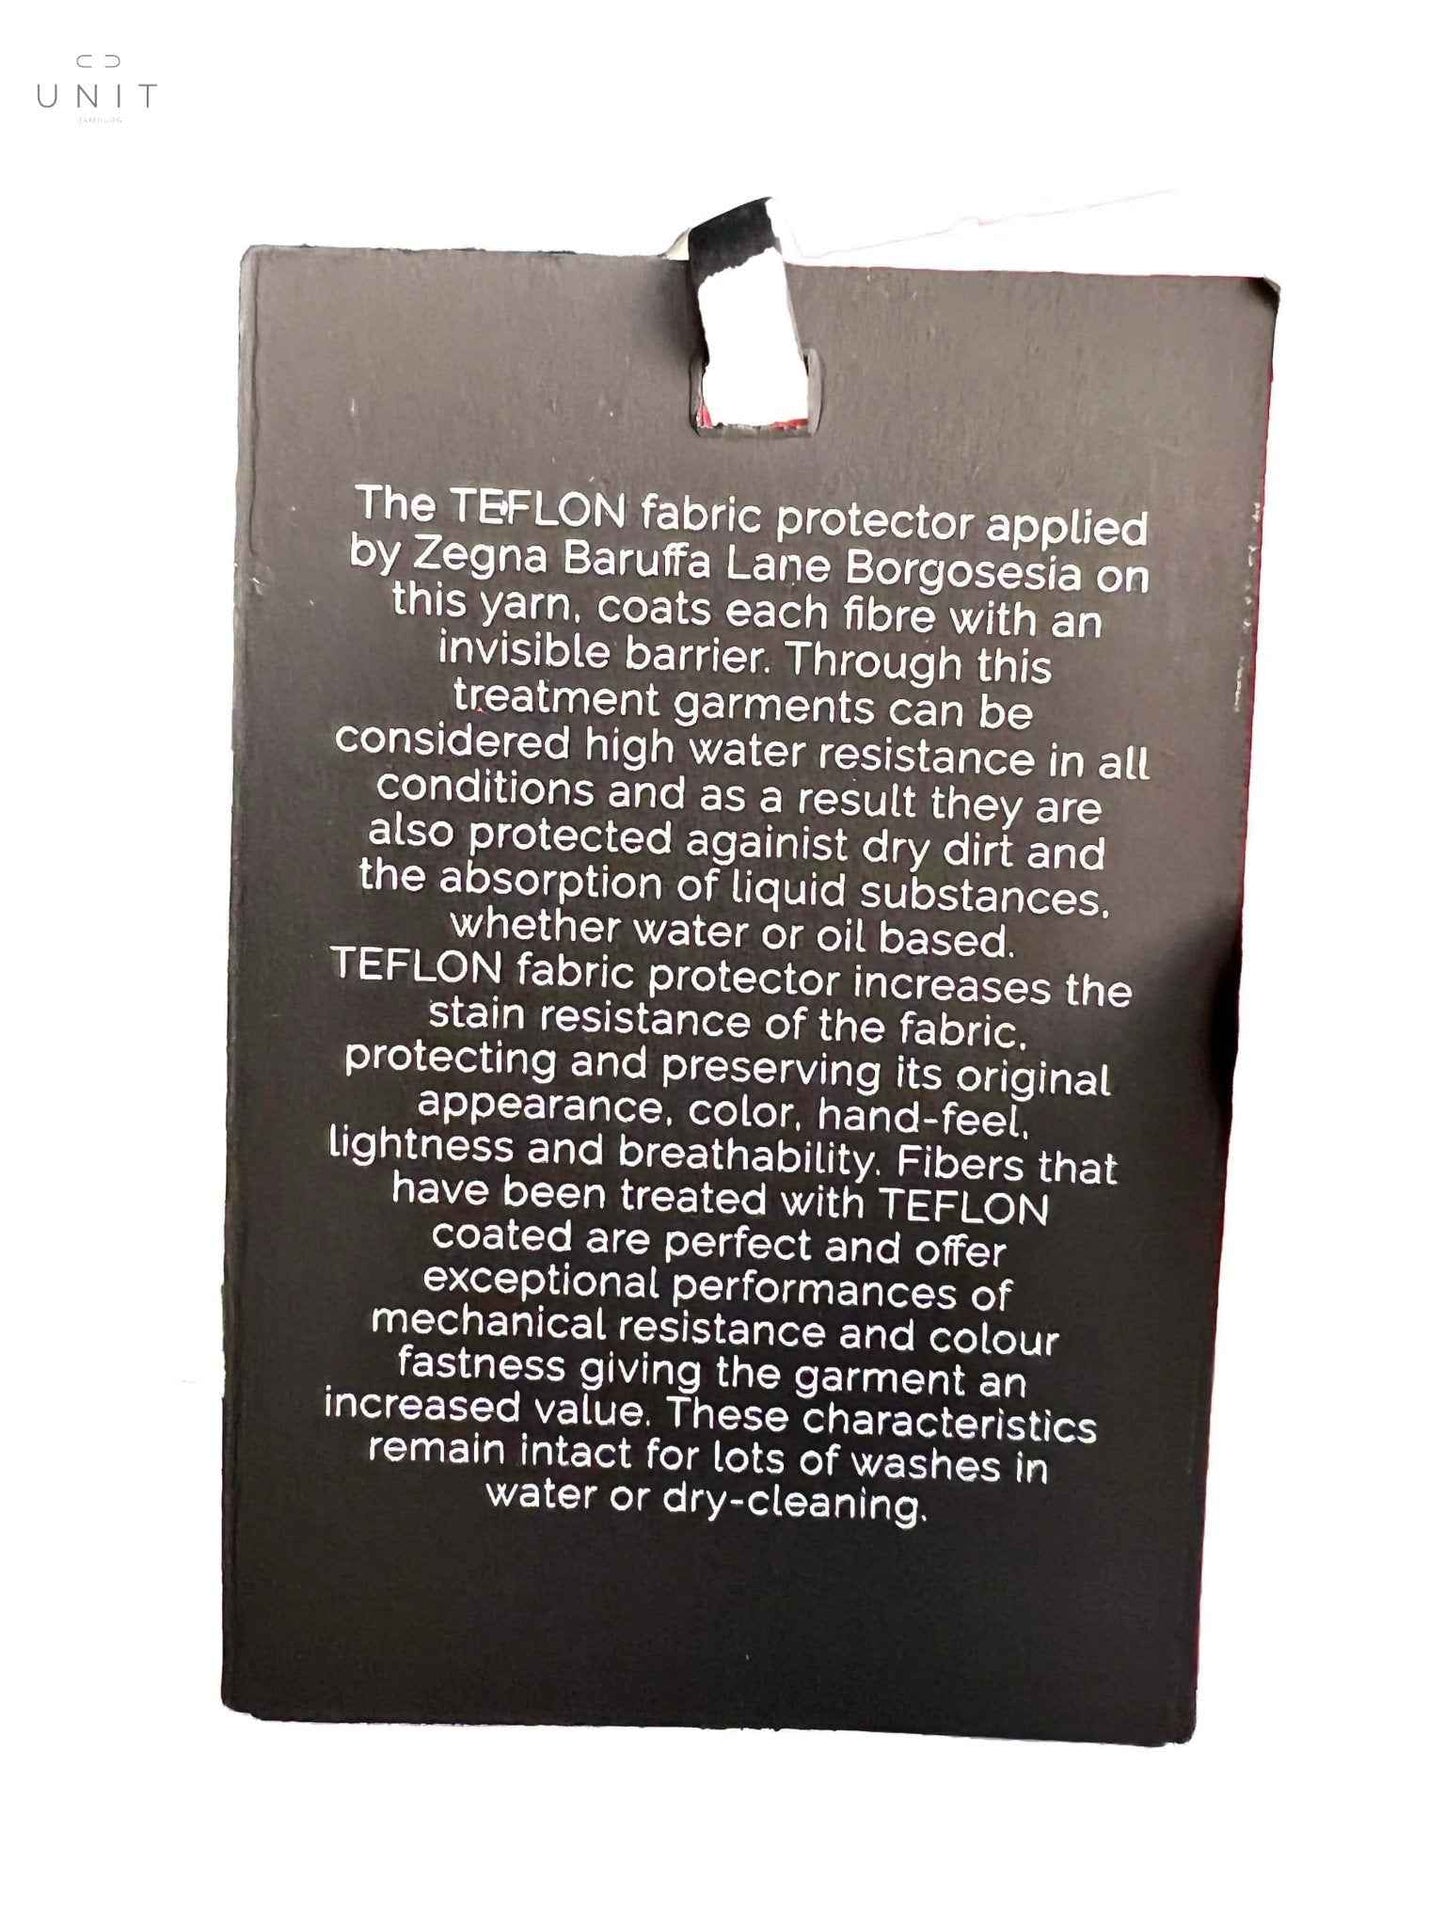 UNIT
HAMBURG
The TEFLON fabric protector applied
by Zegna Baruffa Lane Borgosesia on
this yarn, coats each fibre with an
invisible barrier. Through this
treatment garments can be
considered high water resistance in all
conditions and as a result they are
also protected againist dry dirt and
the absorption of liquid substances,
whether water or oil based.
TEFLON fabric protector increases the
stain resistance of the fabric,
protecting and preserving its original
appearance, color, hand-feel,
lightness and breathability. Fibers that
have been treated with TEFLON
coated are perfect and offer
exceptional performances of
mechanical resistance and colour
fastness giving the garment an
increased value. These characteristics
remain intact for lots of washes in
water or dry-cleaning.